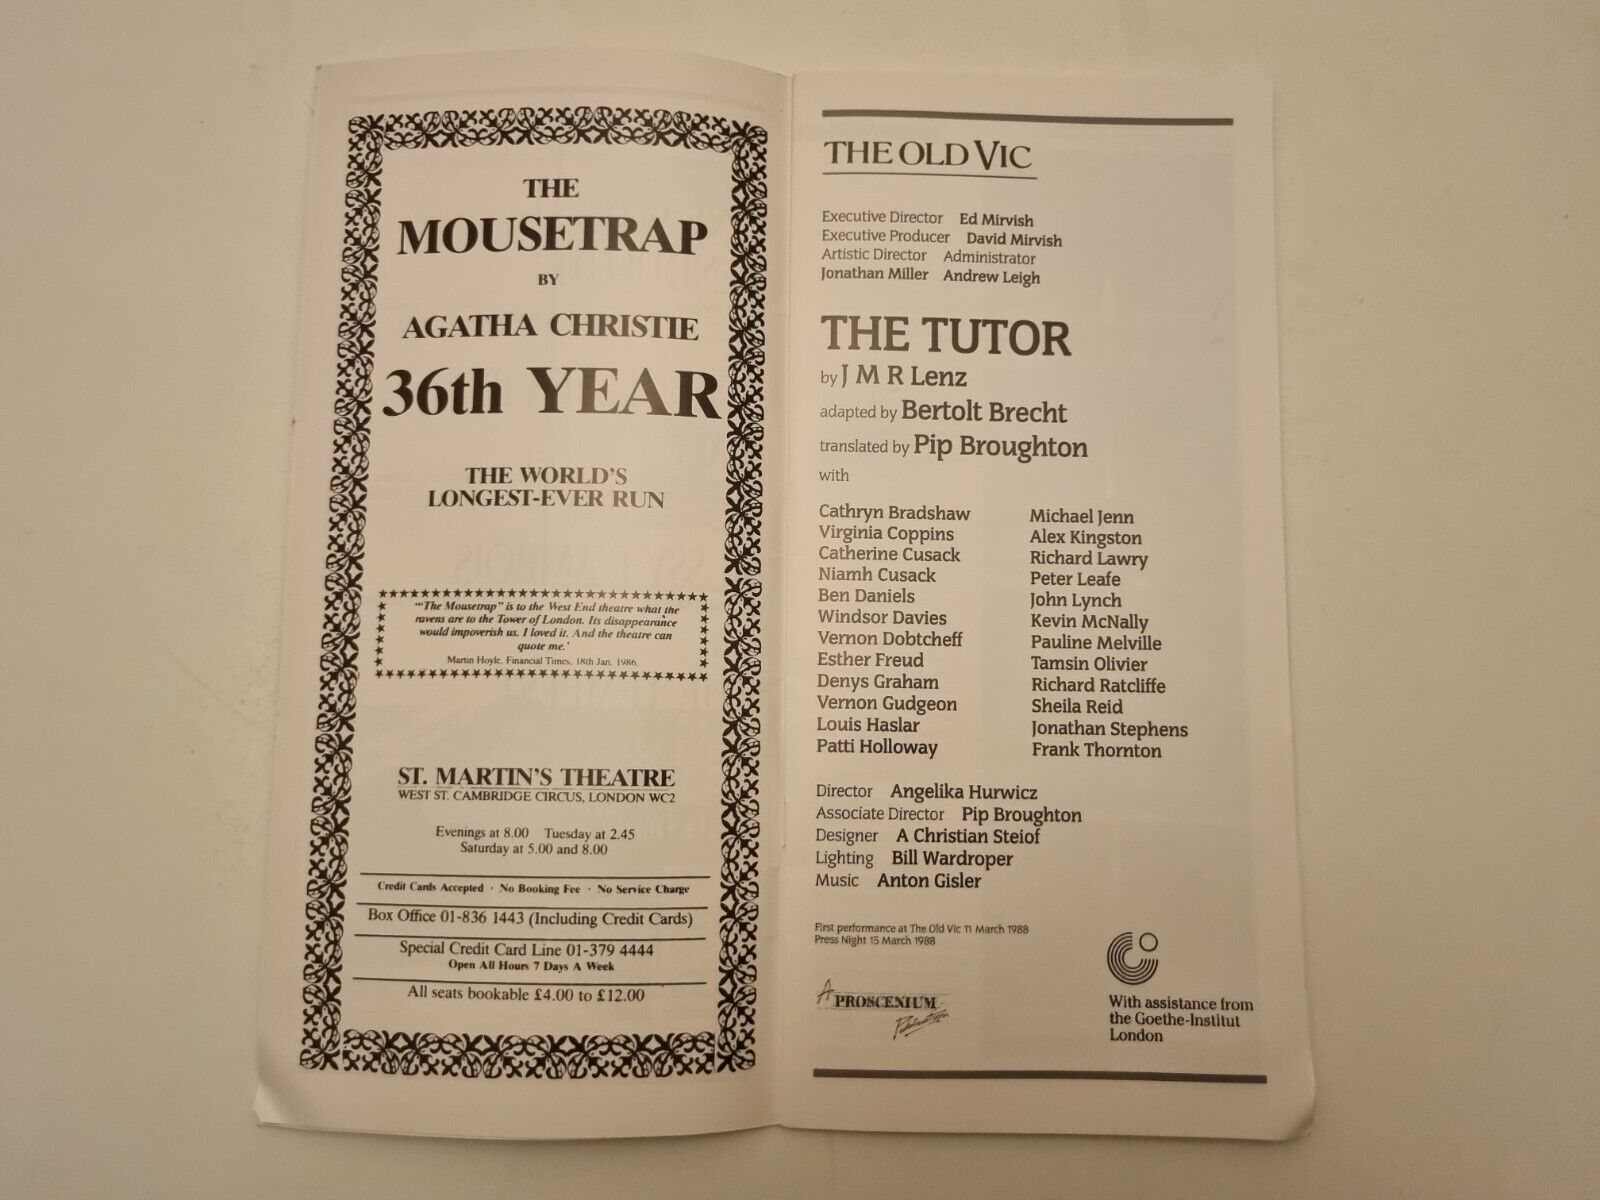 THE
MOUSETRAP
BY
AGATHA CHRISTIE
36th YEAR
THE WORLD'S
LONGEST-EVER RUN
'"The Mousetrap" is to the West End theatre what the
ravens are to the Tower of London. Its disappearance
would impoverish us. I loved it. And the theatre can
quote me.'
Martin Hoyle, Financial Times, 18th Jan. 1986.
ST. MARTIN'S THEATRE
WEST ST. CAMBRIDGE CIRCUS, LONDON WC2
Evenings at 8.00 Tuesday at 2.45
Saturday at 5.00 and 8.00
Credit Cards Accepted · No Booking Fee · No Service Charge
Box Office 01-836 1443 (Including Credit Cards)
Special Credit Card Line 01-379 4444
Open All Hours 7 Days A Week
All seats bookable £4.00 to £12.00
THE OLD VIC
Executive Director Ed Mirvish
Executive Producer David Mirvish
Artistic Director Administrator
Jonathan Miller Andrew Leigh
THE TUTOR
by J M R Lenz
adapted by Bertolt Brecht
translated by Pip Broughton
with
Cathryn Bradshaw
Virginia Coppins
Catherine Cusack
Niamh Cusack
Ben Daniels
Windsor Davies
Vernon Dobtcheff
Esther Freud
Denys Graham
Vernon Gudgeon
Louis Haslar
Patti Holloway
Michael Jenn
Alex Kingston
Richard Lawry
Peter Leafe
John Lynch
Kevin McNally
Pauline Melville
Tamsin Olivier
Richard Ratcliffe
Sheila Reid
Jonathan Stephens
Frank Thornton
Director Angelika Hurwicz
Associate Director Pip Broughton
Designer A Christian Steiof
Lighting Bill Wardroper
Music Anton Gisler
First performance at The Old Vic 11 March 1988
Press Night 15 March 1988
A PROSCENIUM
Publication
With assistance from
the Goethe-Institut
London